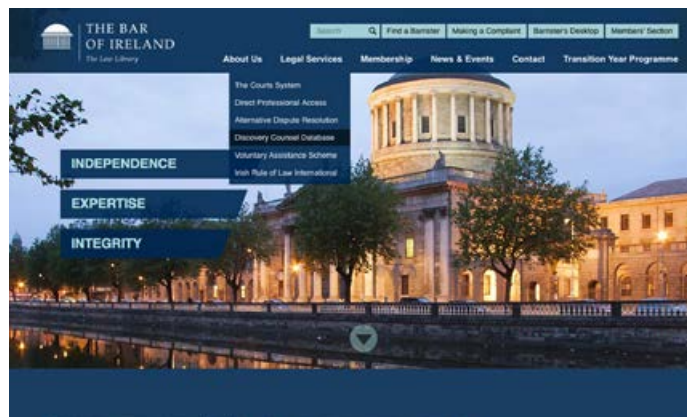 THE BAR
OF IRELAND
The Law Library
Search
Find a Barrister
Making a Complaint
Barrister's Desktop
Members' Section
About Us
Legal Services
Membership
News & Events
Contact
Transition Year Programme
The Courts System
Direct Professional Access
Alternative Dispute Resolution
Discovery Counsel Database
Voluntary Assistance Scheme
Irish Rule of Law International
INDEPENDENCE
EXPERTISE
INTEGRITY